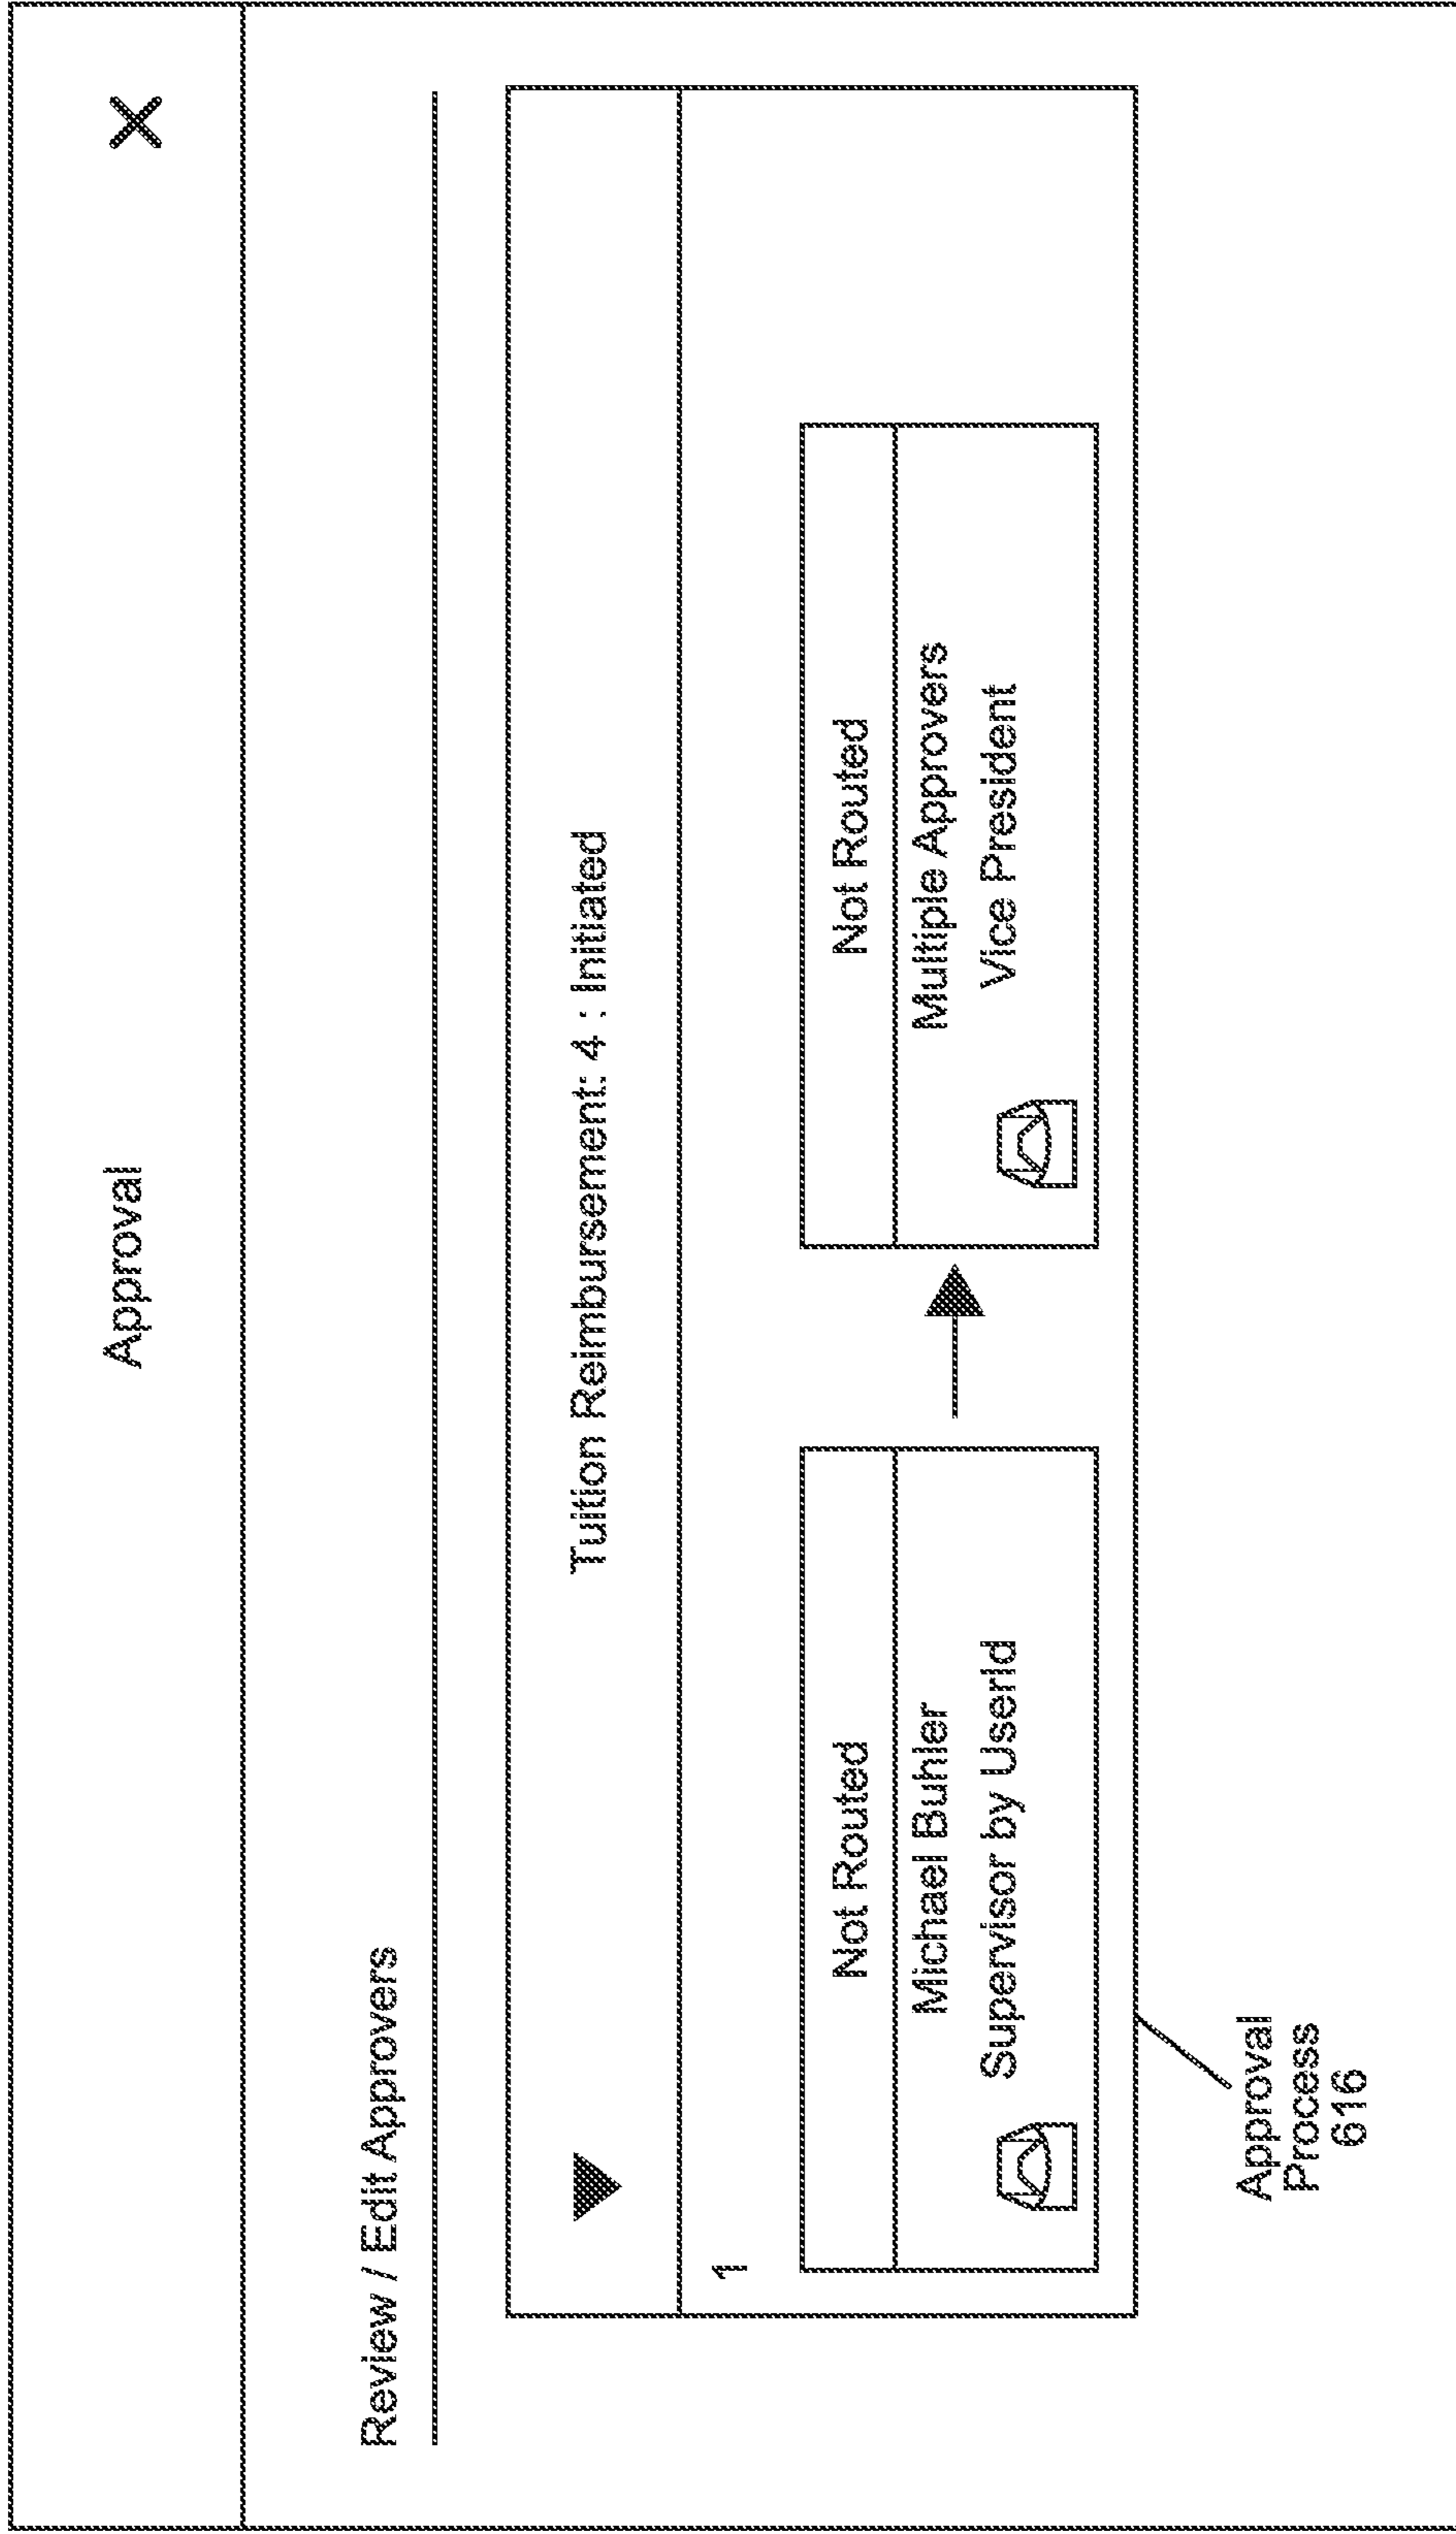 Approval
X
Review / Edit Approvers
Tuition Reimbursement: 4 : Initiated
1
Not Routed
Michael Buhler
Supervisor by UserId
Not Routed
Multiple Approvers
Vice President
Approval
Process
616